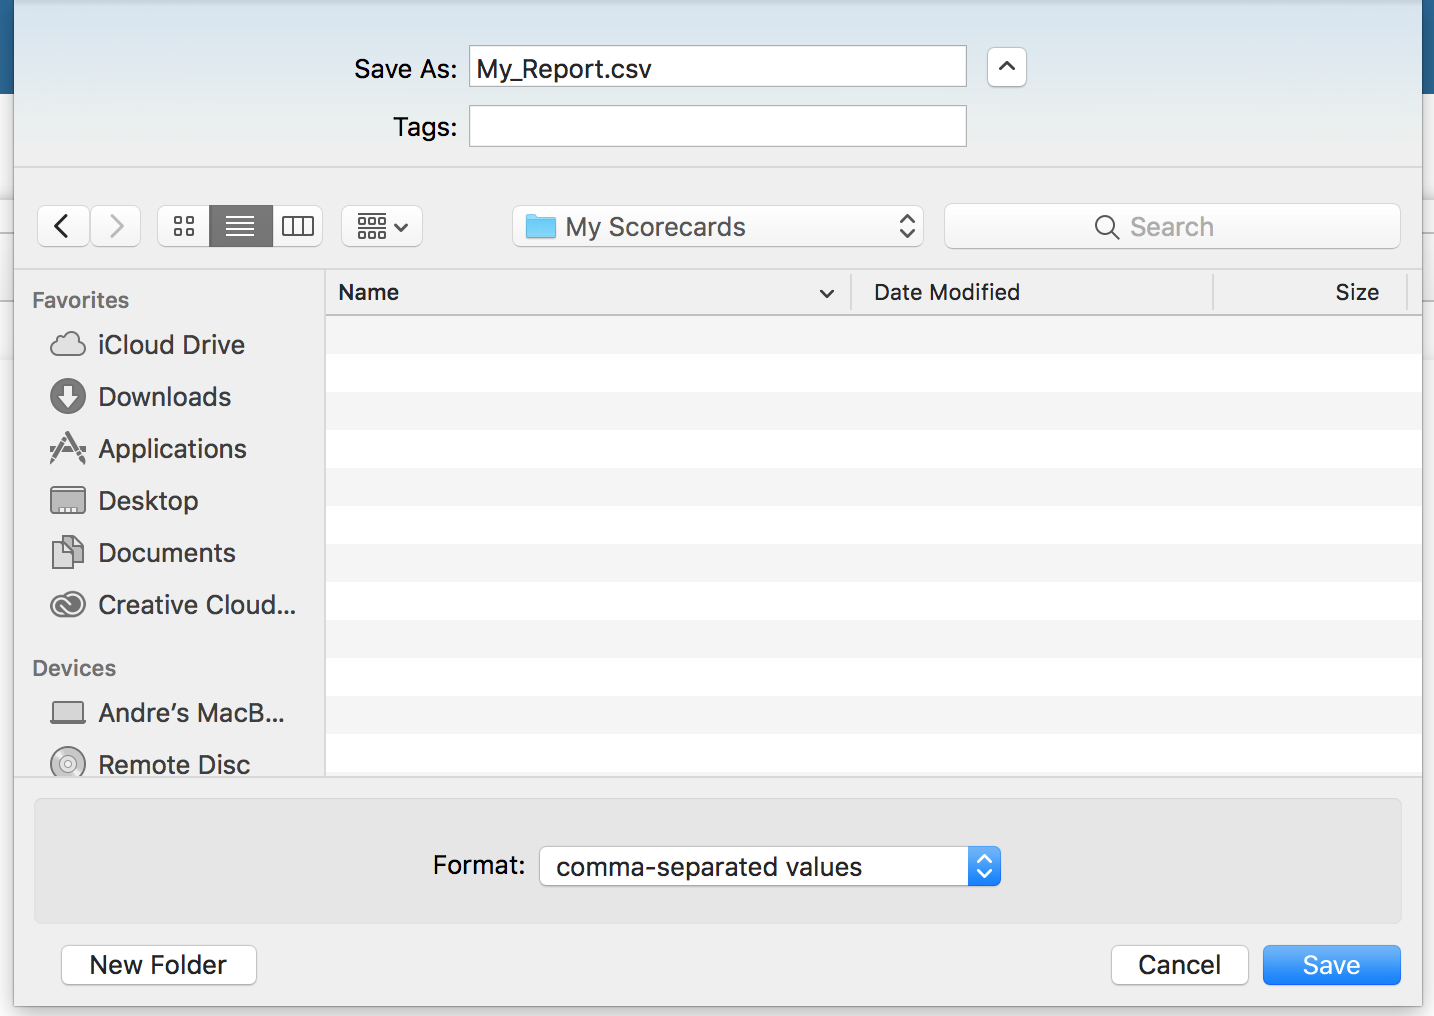 Save As: My_Report.csv
Tags:
My Scorecards
Search
Favorites
iCloud Drive
Downloads
Applications
Desktop
Documents
Creative Cloud...
Devices
Andre’s MacB...
Remote Disc
Name Date Modified Size
Format: comma-separated values
New Folder Cancel Save